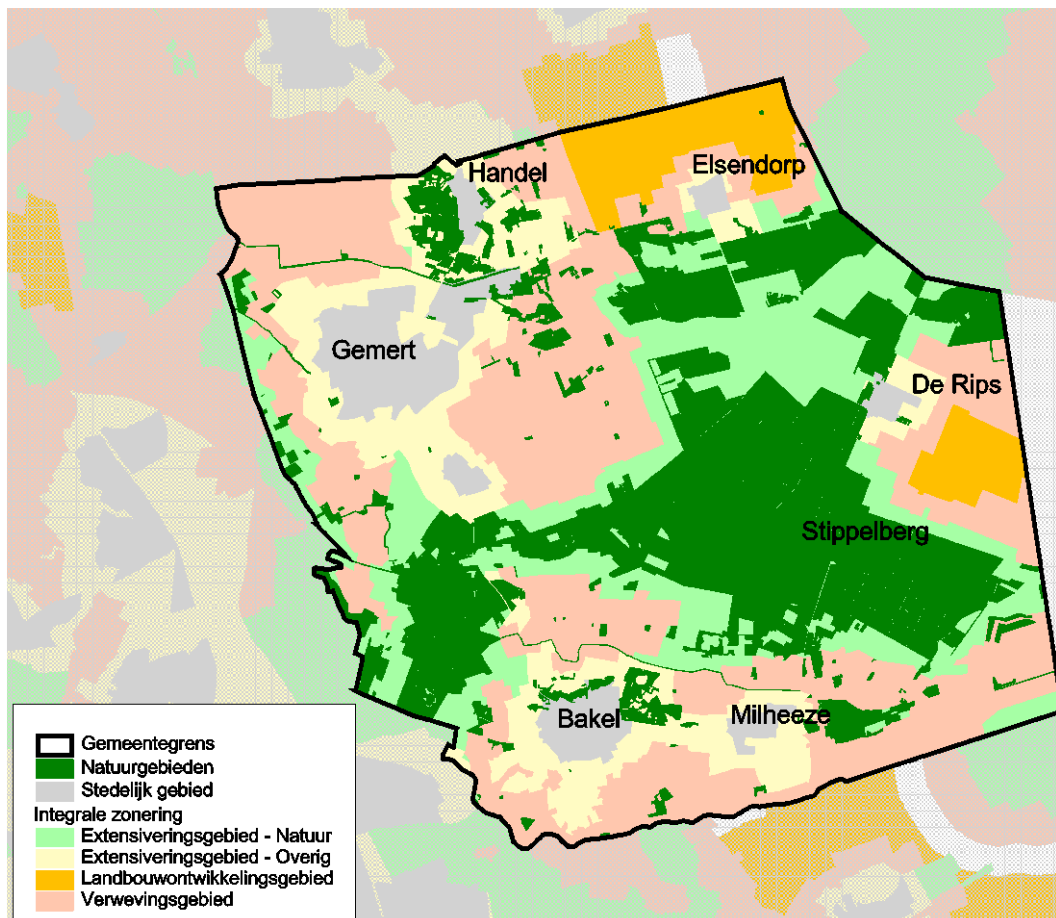 Handel
Elsendorp
Gemert
De Rips
Stippelberg
Bakel
Milheeze
Gemeentegrens
Natuurgebieden
Stedelijk gebied
Integrale zonering
Extensiveringsgebied - Natuur
Extensiveringsgebied - Overig
Landbouwontwikkelingsgebied
Verwevingsgebied